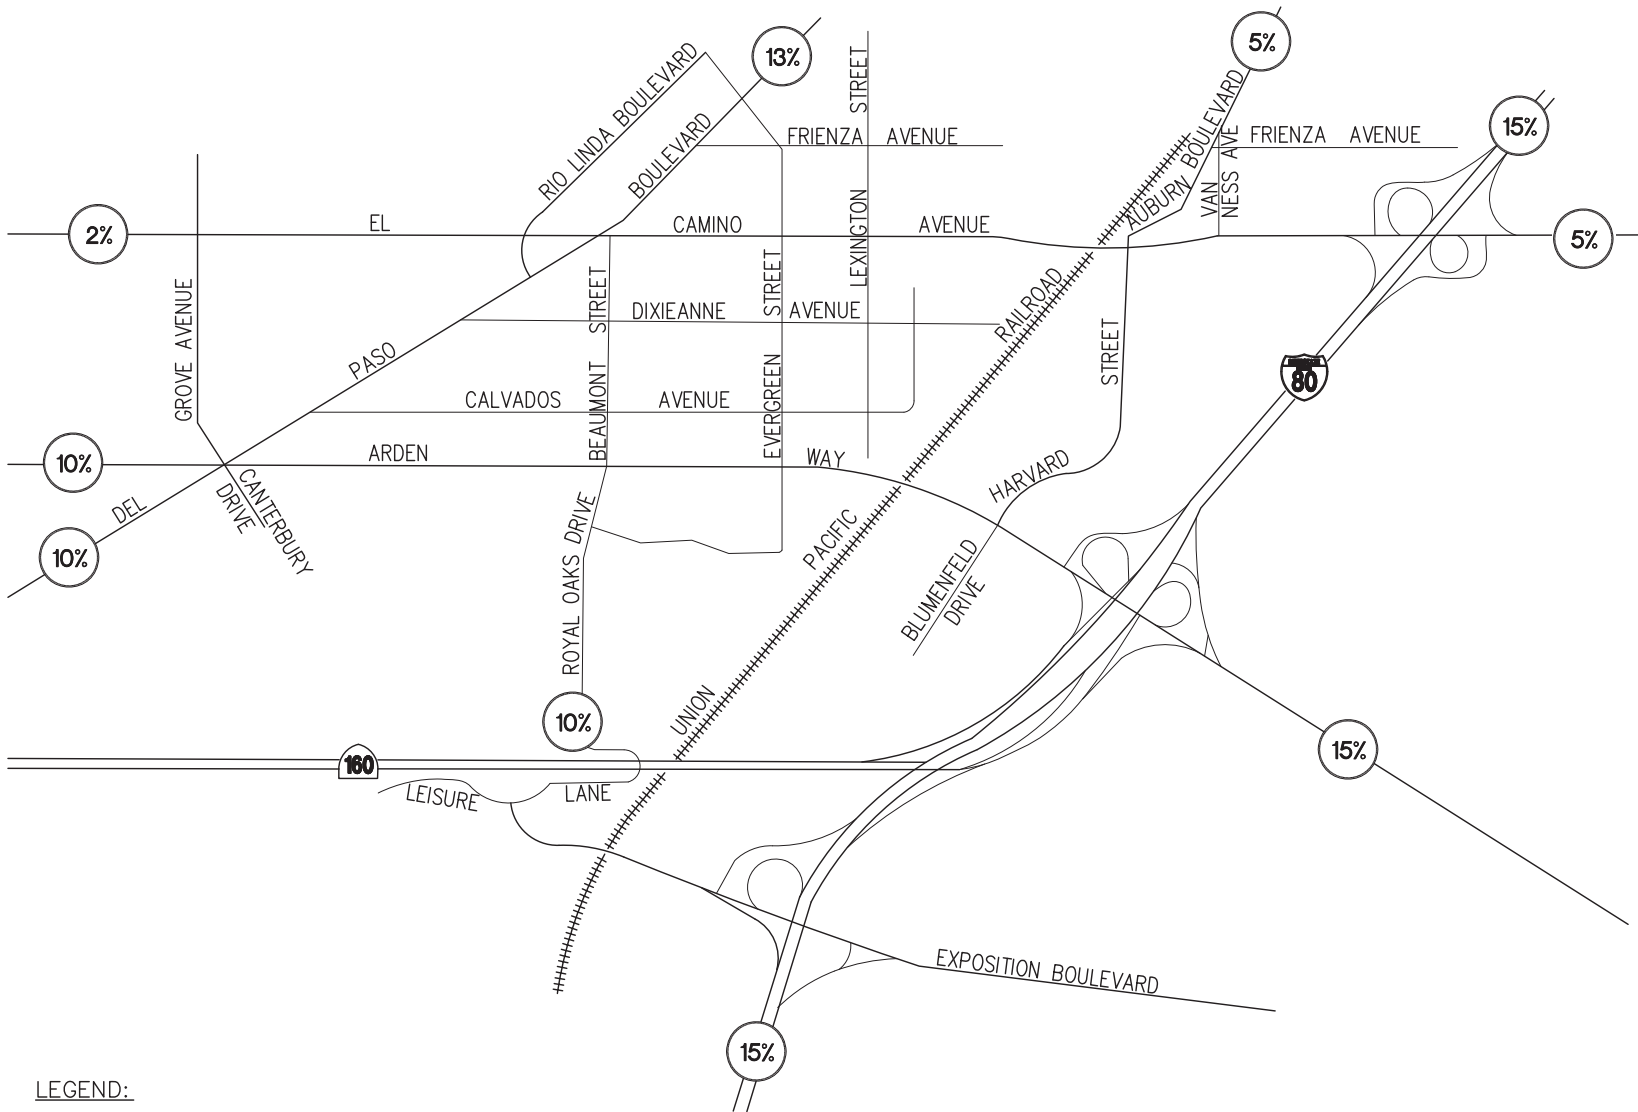 13%
5%
15%
RIO LINDA BOULEVARD
BOULEVARD
STREET
FRIENZA AVENUE
AUBURN BOULEVARD
VAN
NESS AVE
FRIENZA AVENUE
2%
EL CAMINO AVENUE
5%
LEXINGTON
GROVE AVENUE
BEAUMONT STREET
EVERGREEN STREET
DIXIEANNE AVENUE
RAILROAD
STREET
PASO
80
CALVADOS AVENUE
10%
ARDEN WAY
HARVARD
DEL
CANTERBURY
DRIVE
10%
ROYAL OAKS DRIVE
PACIFIC
BLUMENFELD
DRIVE
UNION
10%
15%
160
LEISURE LANE
EXPOSITION BOULEVARD
15%
LEGEND: